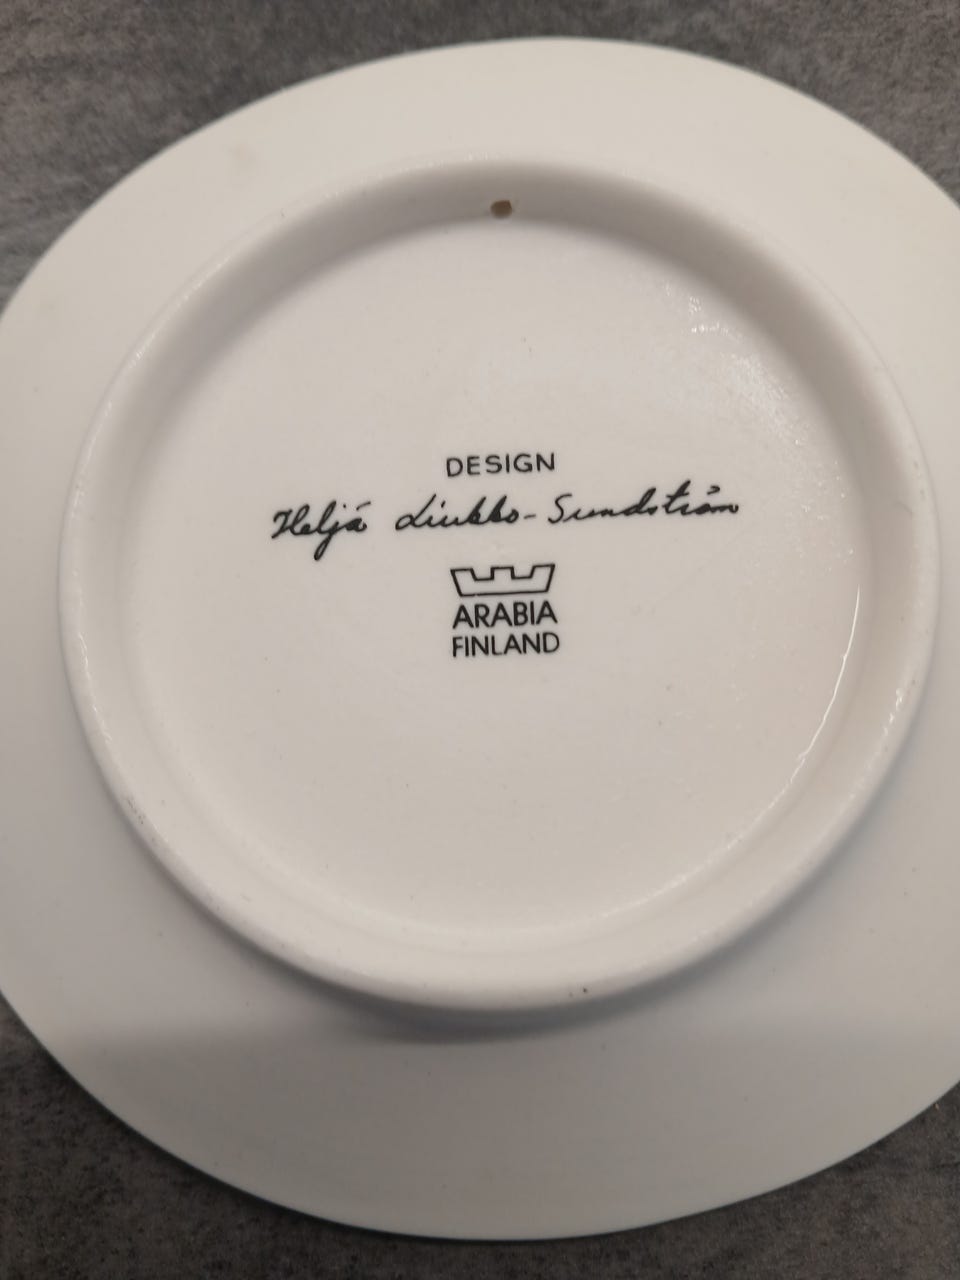 DESIGN
Heljä Liukko-Sundström
ARABIA
FINLAND